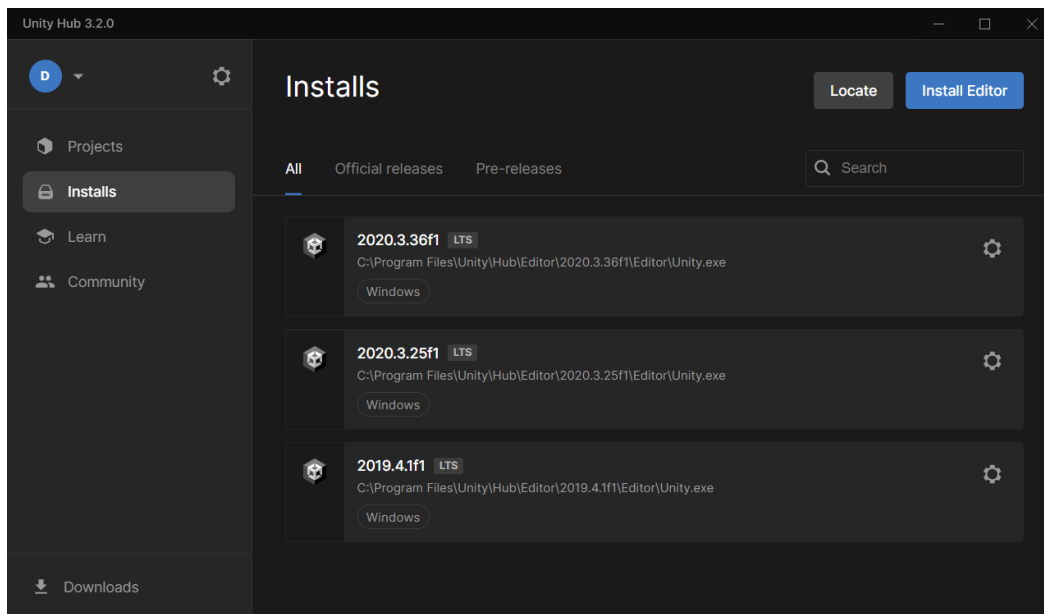 Unity Hub 3.2.0
D
Installs
Locate
Install Editor
Projects
Installs
Learn
Community
Downloads
All
Official releases
Pre-releases
Search
2020.3.36f1 LTS
C:\Program Files\Unity\Hub\Editor\2020.3.36f1\Editor\Unity.exe
Windows
2020.3.25f1 LTS
C:\Program Files\Unity\Hub\Editor\2020.3.25f1\Editor\Unity.exe
Windows
2019.4.1f1 LTS
C:\Program Files\Unity\Hub\Editor\2019.4.1f1\Editor\Unity.exe
Windows